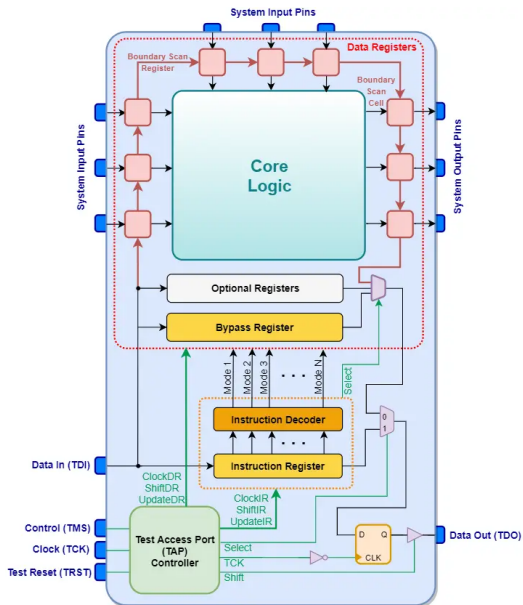 System Input Pins
Data Registers
Boundary Scan
Register
Boundary
Scan
Cell
System Input Pins
Core
Logic
System Output Pins
Optional Registers
Bypass Register
Mode 1
Mode 2
Mode 3
. . .
Mode N
Select
Instruction Decoder
. . .
0
1
Data In (TDI)
Instruction Register
ClockDR
ShiftDR
UpdateDR
ClockIR
ShiftIR
UpdateIR
Control (TMS)
Clock (TCK)
Test Reset (TRST)
Test Access Port
(TAP)
Controller
Select
TCK
Shift
D
Q
CLK
Data Out (TDO)